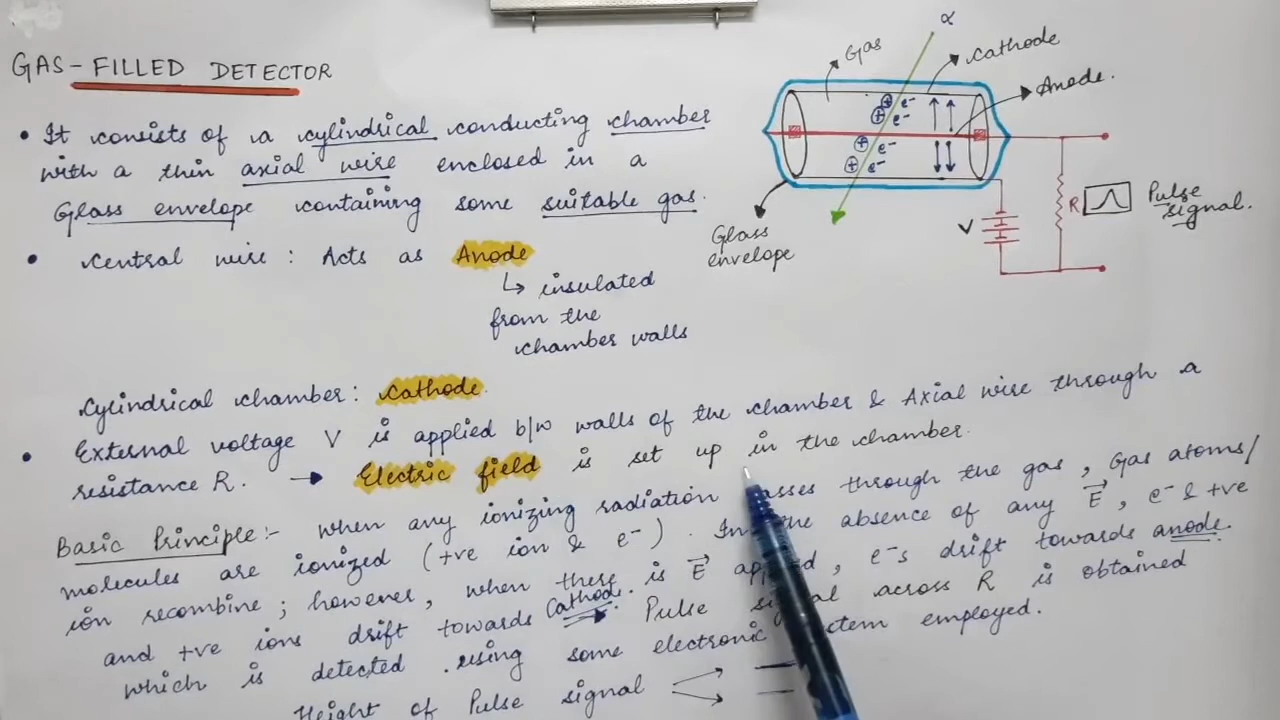 GAS-FILLED DETECTOR
• It consists of a cylindrical conducting chamber
with a thin axial wire enclosed in a
Glass envelope containing some suitable gas.
• Central wire: Acts as Anode
↳ insulated
from the
chamber walls
Cylindrical chamber: Cathode.
• External voltage V is applied b/w walls of the chamber & Axial wire through a
resistance R. → Electric field is set up in the chamber.
Basic Principle:- when any ionizing radiation passes through the gas, Gas atoms/
molecules are ionized (+ve ion & e-). In the absence of any E⃗, e- & +ve
ion recombine; however, when there is E⃗ applied, e-s drift towards anode.
and +ve ions drift towards Cathode. Pulse signal across R is obtained
which is detected using some electronic system employed.
Height of Pulse signal
α
Gas
Cathode
Anode.
⊕ e-
⊕ e-
⊕ e-
⊕ e-
Glass
envelope
V
R
Pulse
signal.